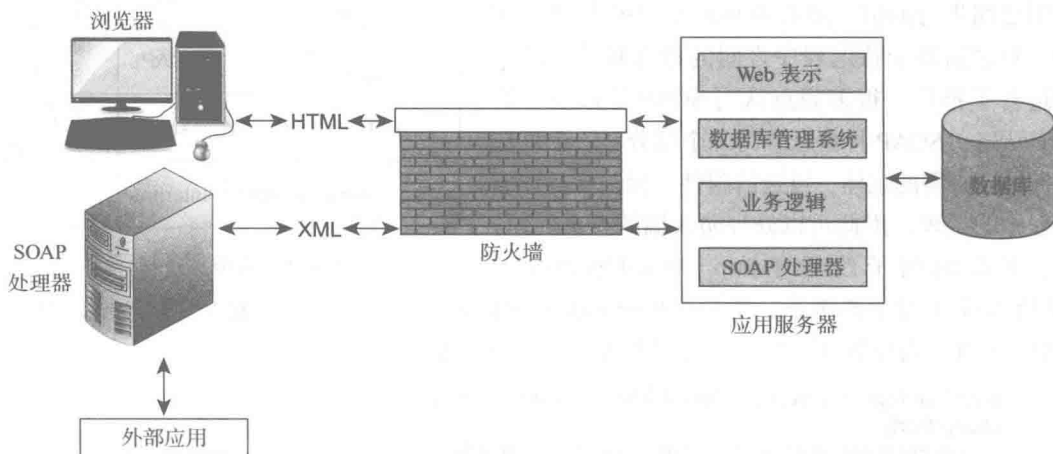 浏览器
HTML
XML
SOAP
处理器
外部应用
防火墙
Web 表示
数据库管理系统
业务逻辑
SOAP 处理器
应用服务器
数据库